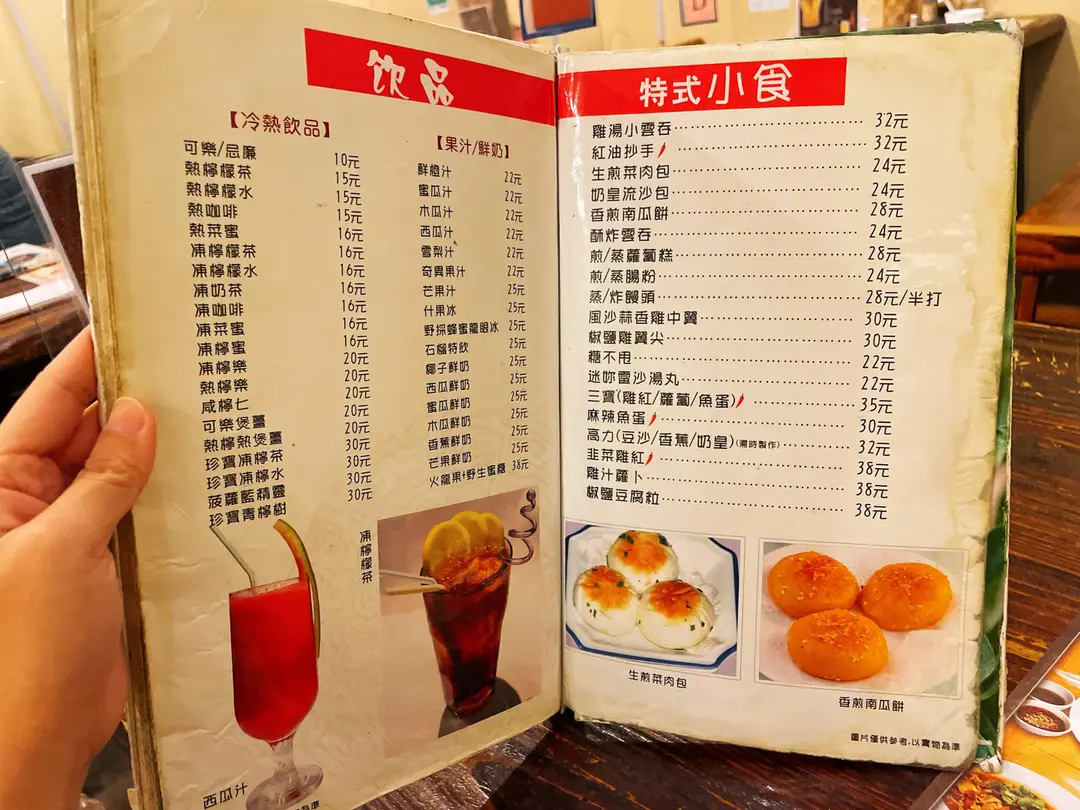 饮品
【冷熱飲品】
可樂/忌廉 10元
熱檸檬茶 15元
熱檸檬水 15元
熱咖啡 15元
熱菜蜜 16元
凍檸檬茶 16元
凍檸檬水 16元
凍奶茶 16元
凍咖啡 16元
凍菜蜜 16元
凍檸蜜 16元
凍檸樂 20元
熱檸樂 20元
咸檸七 20元
可樂煲薑 20元
熱檸熱煲薑 20元
珍寶凍檸茶 30元
珍寶凍檸水 30元
菠蘿藍精靈 30元
珍寶青檸樹 30元
【果汁/鮮奶】
鮮橙汁 22元
蜜瓜汁 22元
木瓜汁 22元
西瓜汁 22元
雪梨汁 22元
奇異果汁 22元
芒果汁 25元
什果冰 25元
野採蜂蜜龍眼冰 25元
石榴特飲 25元
椰子鮮奶 25元
西瓜鮮奶 25元
蜜瓜鮮奶 25元
木瓜鮮奶 25元
香蕉鮮奶 25元
芒果鮮奶 25元
火龍果+野生蜜糖 38元
凍檸檬茶
西瓜汁
為準
特式小食
雞湯小雲吞 32元
紅油抄手 32元
生煎菜肉包 24元
奶皇流沙包 24元
香煎南瓜餅 28元
酥炸雲吞 24元
煎/蒸蘿蔔糕 28元
煎/蒸腸粉 24元
蒸/炸饅頭 28元/半打
風沙蒜香雞中翼 30元
椒鹽雞翼尖 30元
糖不甩 22元
迷你雷沙湯丸 22元
三寶(雞紅/蘿蔔/魚蛋) 35元
麻辣魚蛋 30元
高力(豆沙/香蕉/奶皇)(需時製作) 32元
韭菜雞紅 38元
雞汁蘿卜 38元
椒鹽豆腐粒 38元
生煎菜肉包
香煎南瓜餅
圖片僅供參考,以實物為準